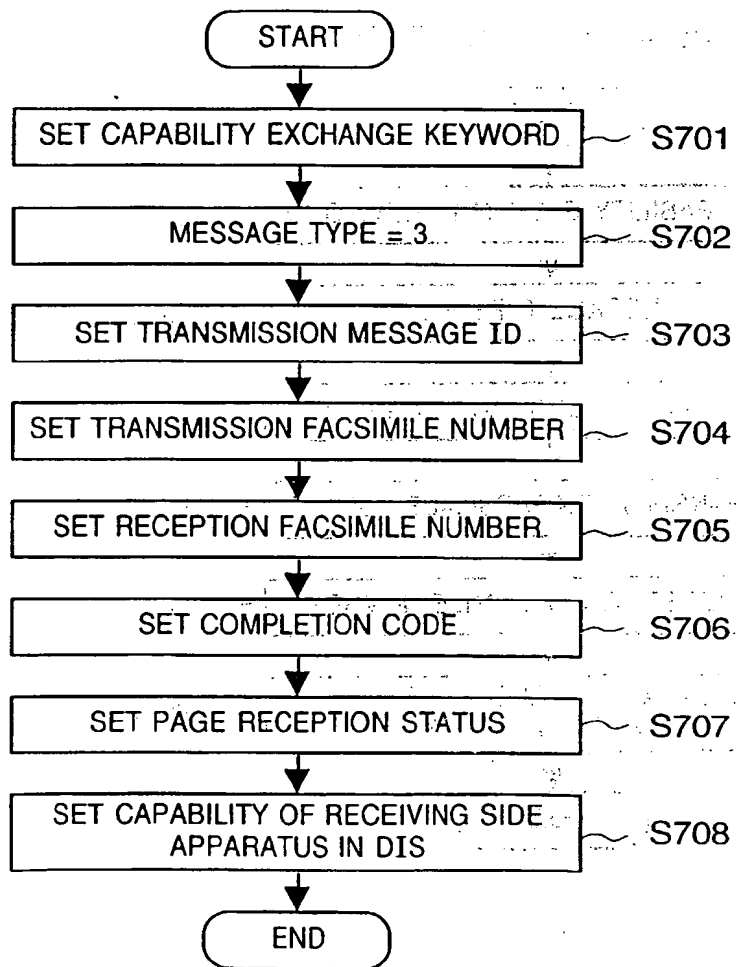 START
SET CAPABILITY EXCHANGE KEYWORD S701
MESSAGE TYPE = 3 S702
SET TRANSMISSION MESSAGE ID S703
SET TRANSMISSION FACSIMILE NUMBER S704
SET RECEPTION FACSIMILE NUMBER S705
SET COMPLETION CODE S706
SET PAGE RECEPTION STATUS S707
SET CAPABILITY OF RECEIVING SIDE
APPARATUS IN DIS S708
END